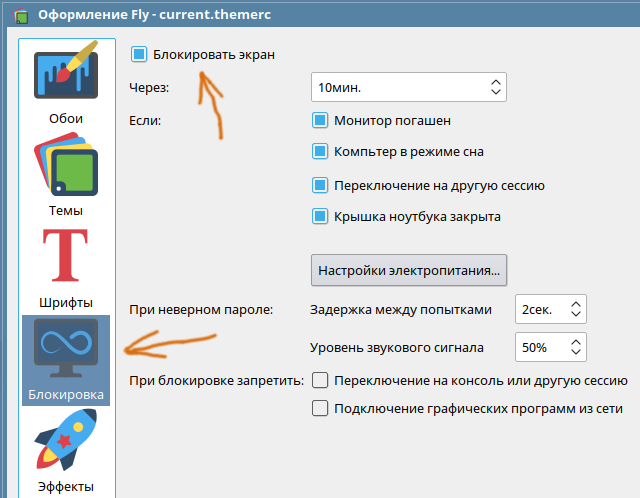 Оформление Fly - current.themerc
Обои
Темы
Шрифты
Блокировка
Эффекты
Блокировать экран
Через: 10мин.
Если: Монитор погашен
Компьтер в режиме сна
Переключение на другую сессию
Крышка ноутбука закрыта
Настройки электропитания...
При неверном пароле: Задержка между попытками 2сек.
Уровень звукового сигнала 50%
При блокировке запретить: Переключение на консоль или другую сессию
Подключение графических программ из сети